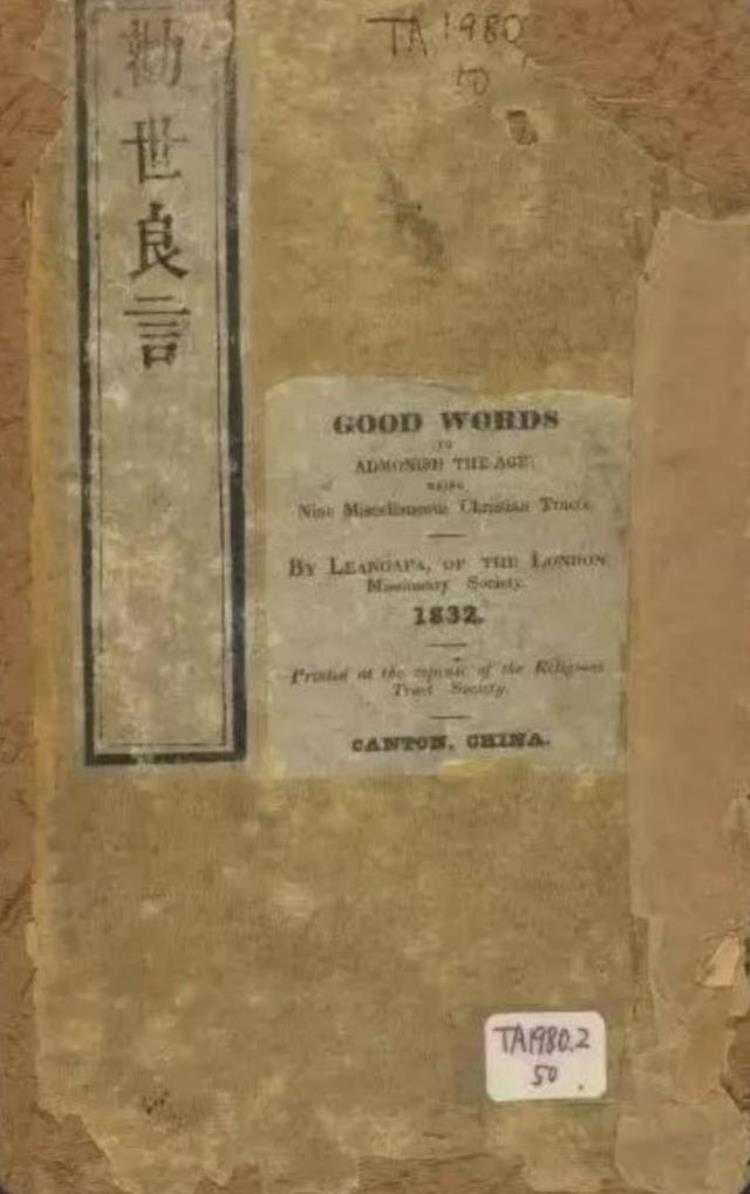 TA 1980
50
勸世良言
GOOD WORDS
TO
ADMONISH THE AGE;
BEING
Nine Miscellaneous Christian Tracts.
BY LEANGAFA, OF THE LONDON
Missionary Society.
1832.
Printed at the expense of the Religious
Tract Society.
CANTON, CHINA.
TA1980.2
50